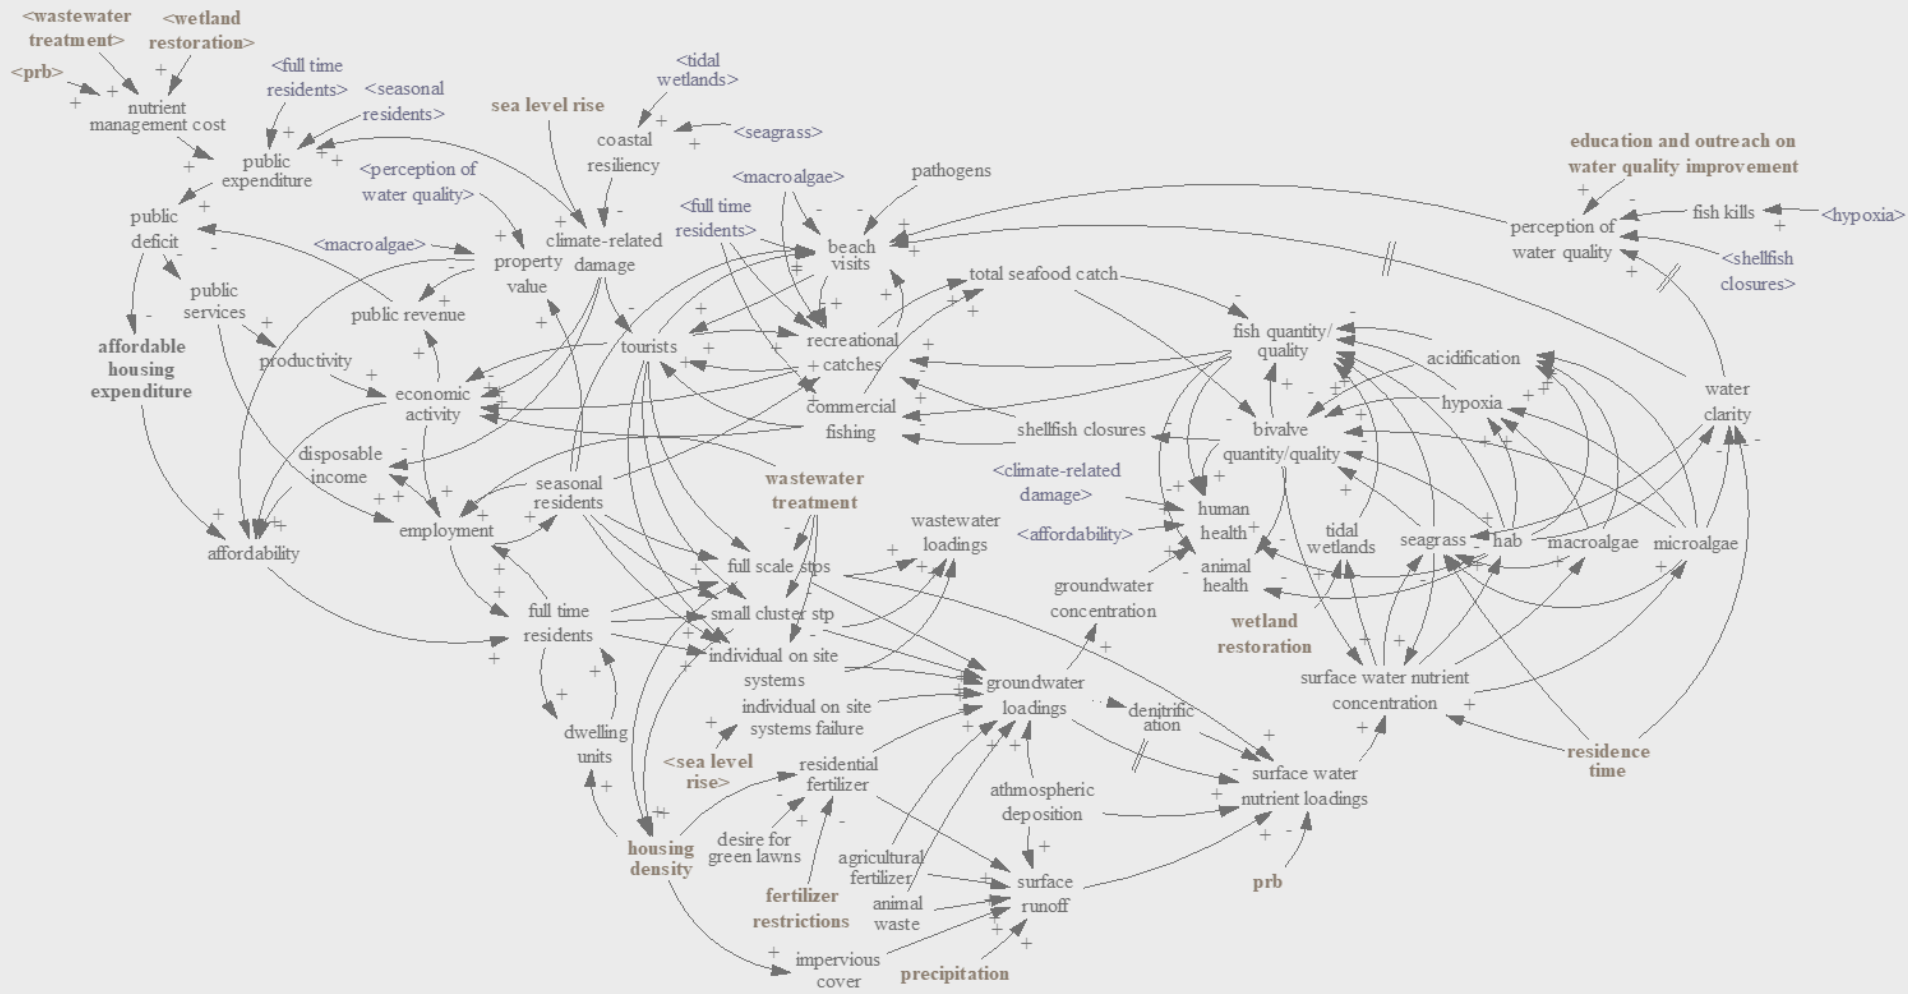 <wastewater
treatment>
<wetland
restoration>
<prb>
nutrient
management cost
<full time
residents>
<seasonal
residents>
public
expenditure
sea level rise
<tidal
wetlands>
coastal
resiliency
<seagrass>
<perception of
water quality>
<macroalgae>
pathogens
<full time
residents>
education and outreach on
water quality improvement
fish kills
<hypoxia>
perception of
water quality
<shellfish
closures>
public
deficit
<macroalgae>
property
value
climate-related
damage
beach
visits
total seafood catch
public
services
public revenue
affordable
housing
expenditure
productivity
tourists
recreational
catches
fish quantity/
quality
acidification
economic
activity
commercial
fishing
hypoxia
water
clarity
shellfish closures
bivalve
quantity/quality
disposable
income
seasonal
residents
wastewater
treatment
<climate-related
damage>
<affordability>
human
health
wastewater
loadings
employment
affordability
tidal
wetlands
seagrass
hab
macroalgae
microalgae
full scale stps
animal
health
groundwater
concentration
full time
residents
small cluster stp
wetland
restoration
individual on site
systems
surface water nutrient
concentration
groundwater
loadings
individual on site
systems failure
denitrific
ation
dwelling
units
<sea level
rise>
residential
fertilizer
residence
time
surface water
nutrient loadings
athmospheric
deposition
housing
density
desire for
green lawns
agricultural
fertilizer
surface
runoff
prb
fertilizer
restrictions
animal
waste
impervious
cover
precipitation